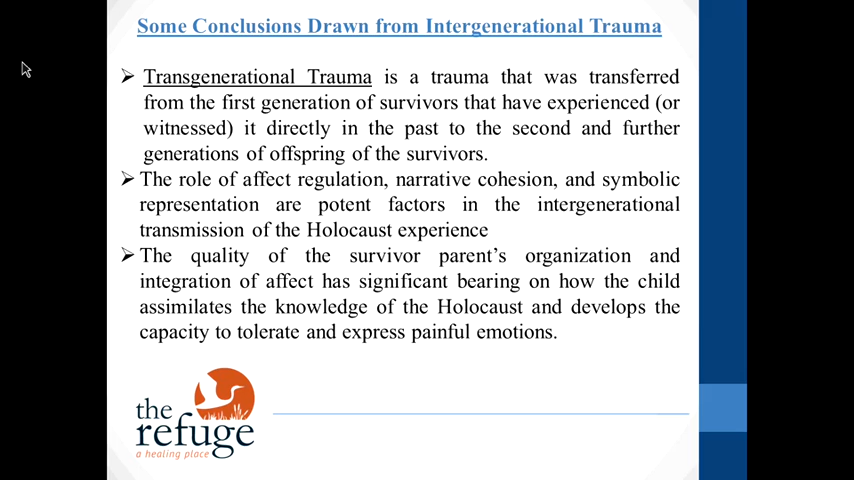 Some Conclusions Drawn from Intergenerational Trauma
➢ Transgenerational Trauma is a trauma that was transferred
from the first generation of survivors that have experienced (or
witnessed) it directly in the past to the second and further
generations of offspring of the survivors.
➢ The role of affect regulation, narrative cohesion, and symbolic
representation are potent factors in the intergenerational
transmission of the Holocaust experience
➢ The quality of the survivor parent's organization and
integration of affect has significant bearing on how the child
assimilates the knowledge of the Holocaust and develops the
capacity to tolerate and express painful emotions.
the
refuge
a healing place